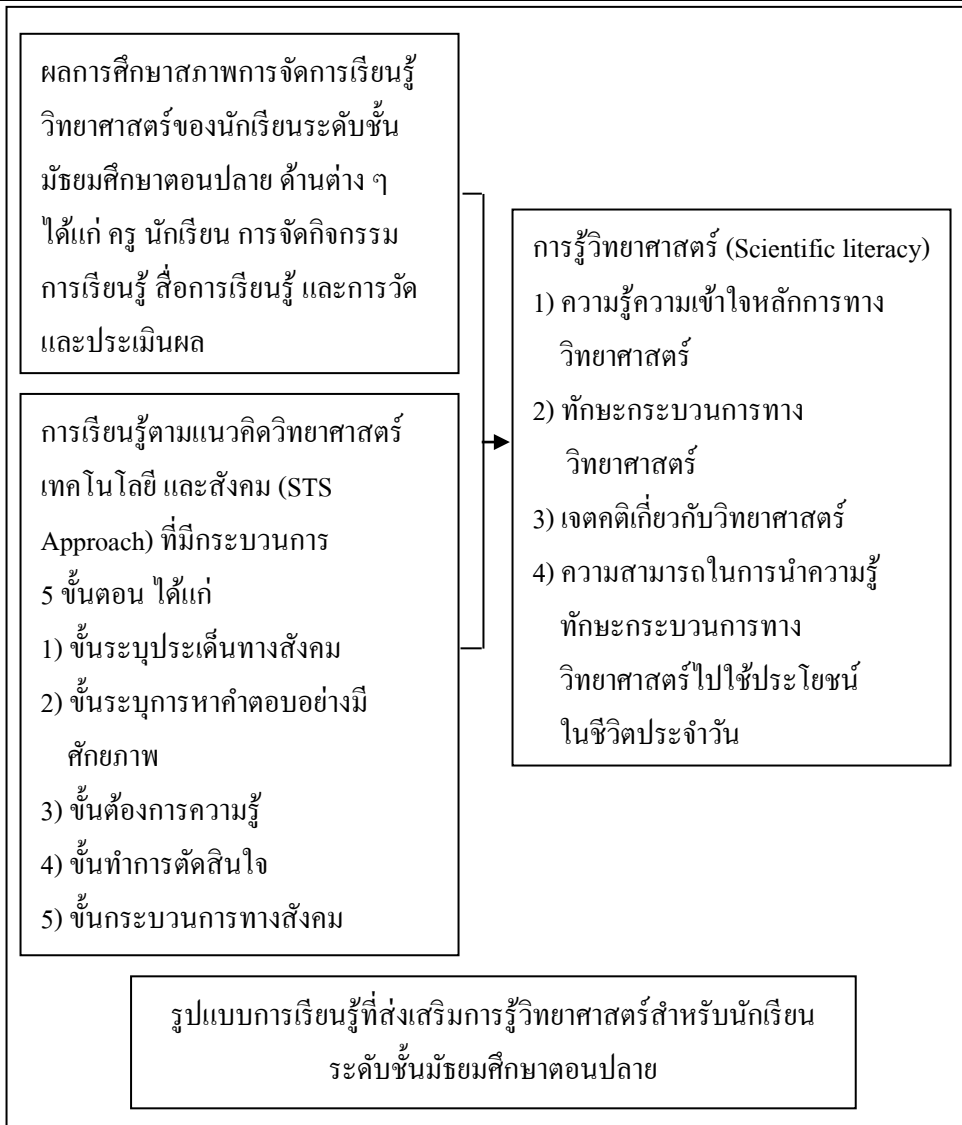 ผลการศึกษาสภาพการจัดการเรียนรู้
วิทยาศาสตร์ของนักเรียนระดับชั้น
มัธยมศึกษาตอนปลาย ด้านต่าง ๆ
ได้แก่ ครู นักเรียน การจัดกิจกรรม
การเรียนรู้ สื่อการเรียนรู้ และการวัด
และประเมินผล
การเรียนรู้ตามแนวคิดวิทยาศาสตร์
เทคโนโลยี และสังคม (STS
Approach) ที่มีกระบวนการ
5 ขั้นตอน ได้แก่
1) ขั้นระบุประเด็นทางสังคม
2) ขั้นระบุการหาคำตอบอย่างมี
ศักยภาพ
3) ขั้นต้องการความรู้
4) ขั้นทำการตัดสินใจ
5) ขั้นกระบวนการทางสังคม
การรู้วิทยาศาสตร์ (Scientific literacy)
1) ความรู้ความเข้าใจหลักการทาง
วิทยาศาสตร์
2) ทักษะกระบวนการทาง
วิทยาศาสตร์
3) เจตคติเกี่ยวกับวิทยาศาสตร์
4) ความสามารถในการนำความรู้
ทักษะกระบวนการทาง
วิทยาศาสตร์ไปใช้ประโยชน์
ในชีวิตประจำวัน
รูปแบบการเรียนรู้ที่ส่งเสริมการรู้วิทยาศาสตร์สำหรับนักเรียน
ระดับชั้นมัธยมศึกษาตอนปลาย